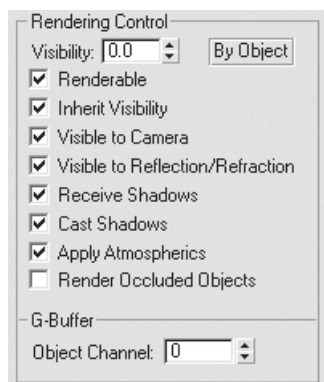 Rendering Control
Visibility: 0.0 By Object
Renderable
Inherit Visibility
Visible to Camera
Visible to Reflection/Refraction
Receive Shadows
Cast Shadows
Apply Atmospherics
Render Occluded Objects
G-Buffer
Object Channel: 0